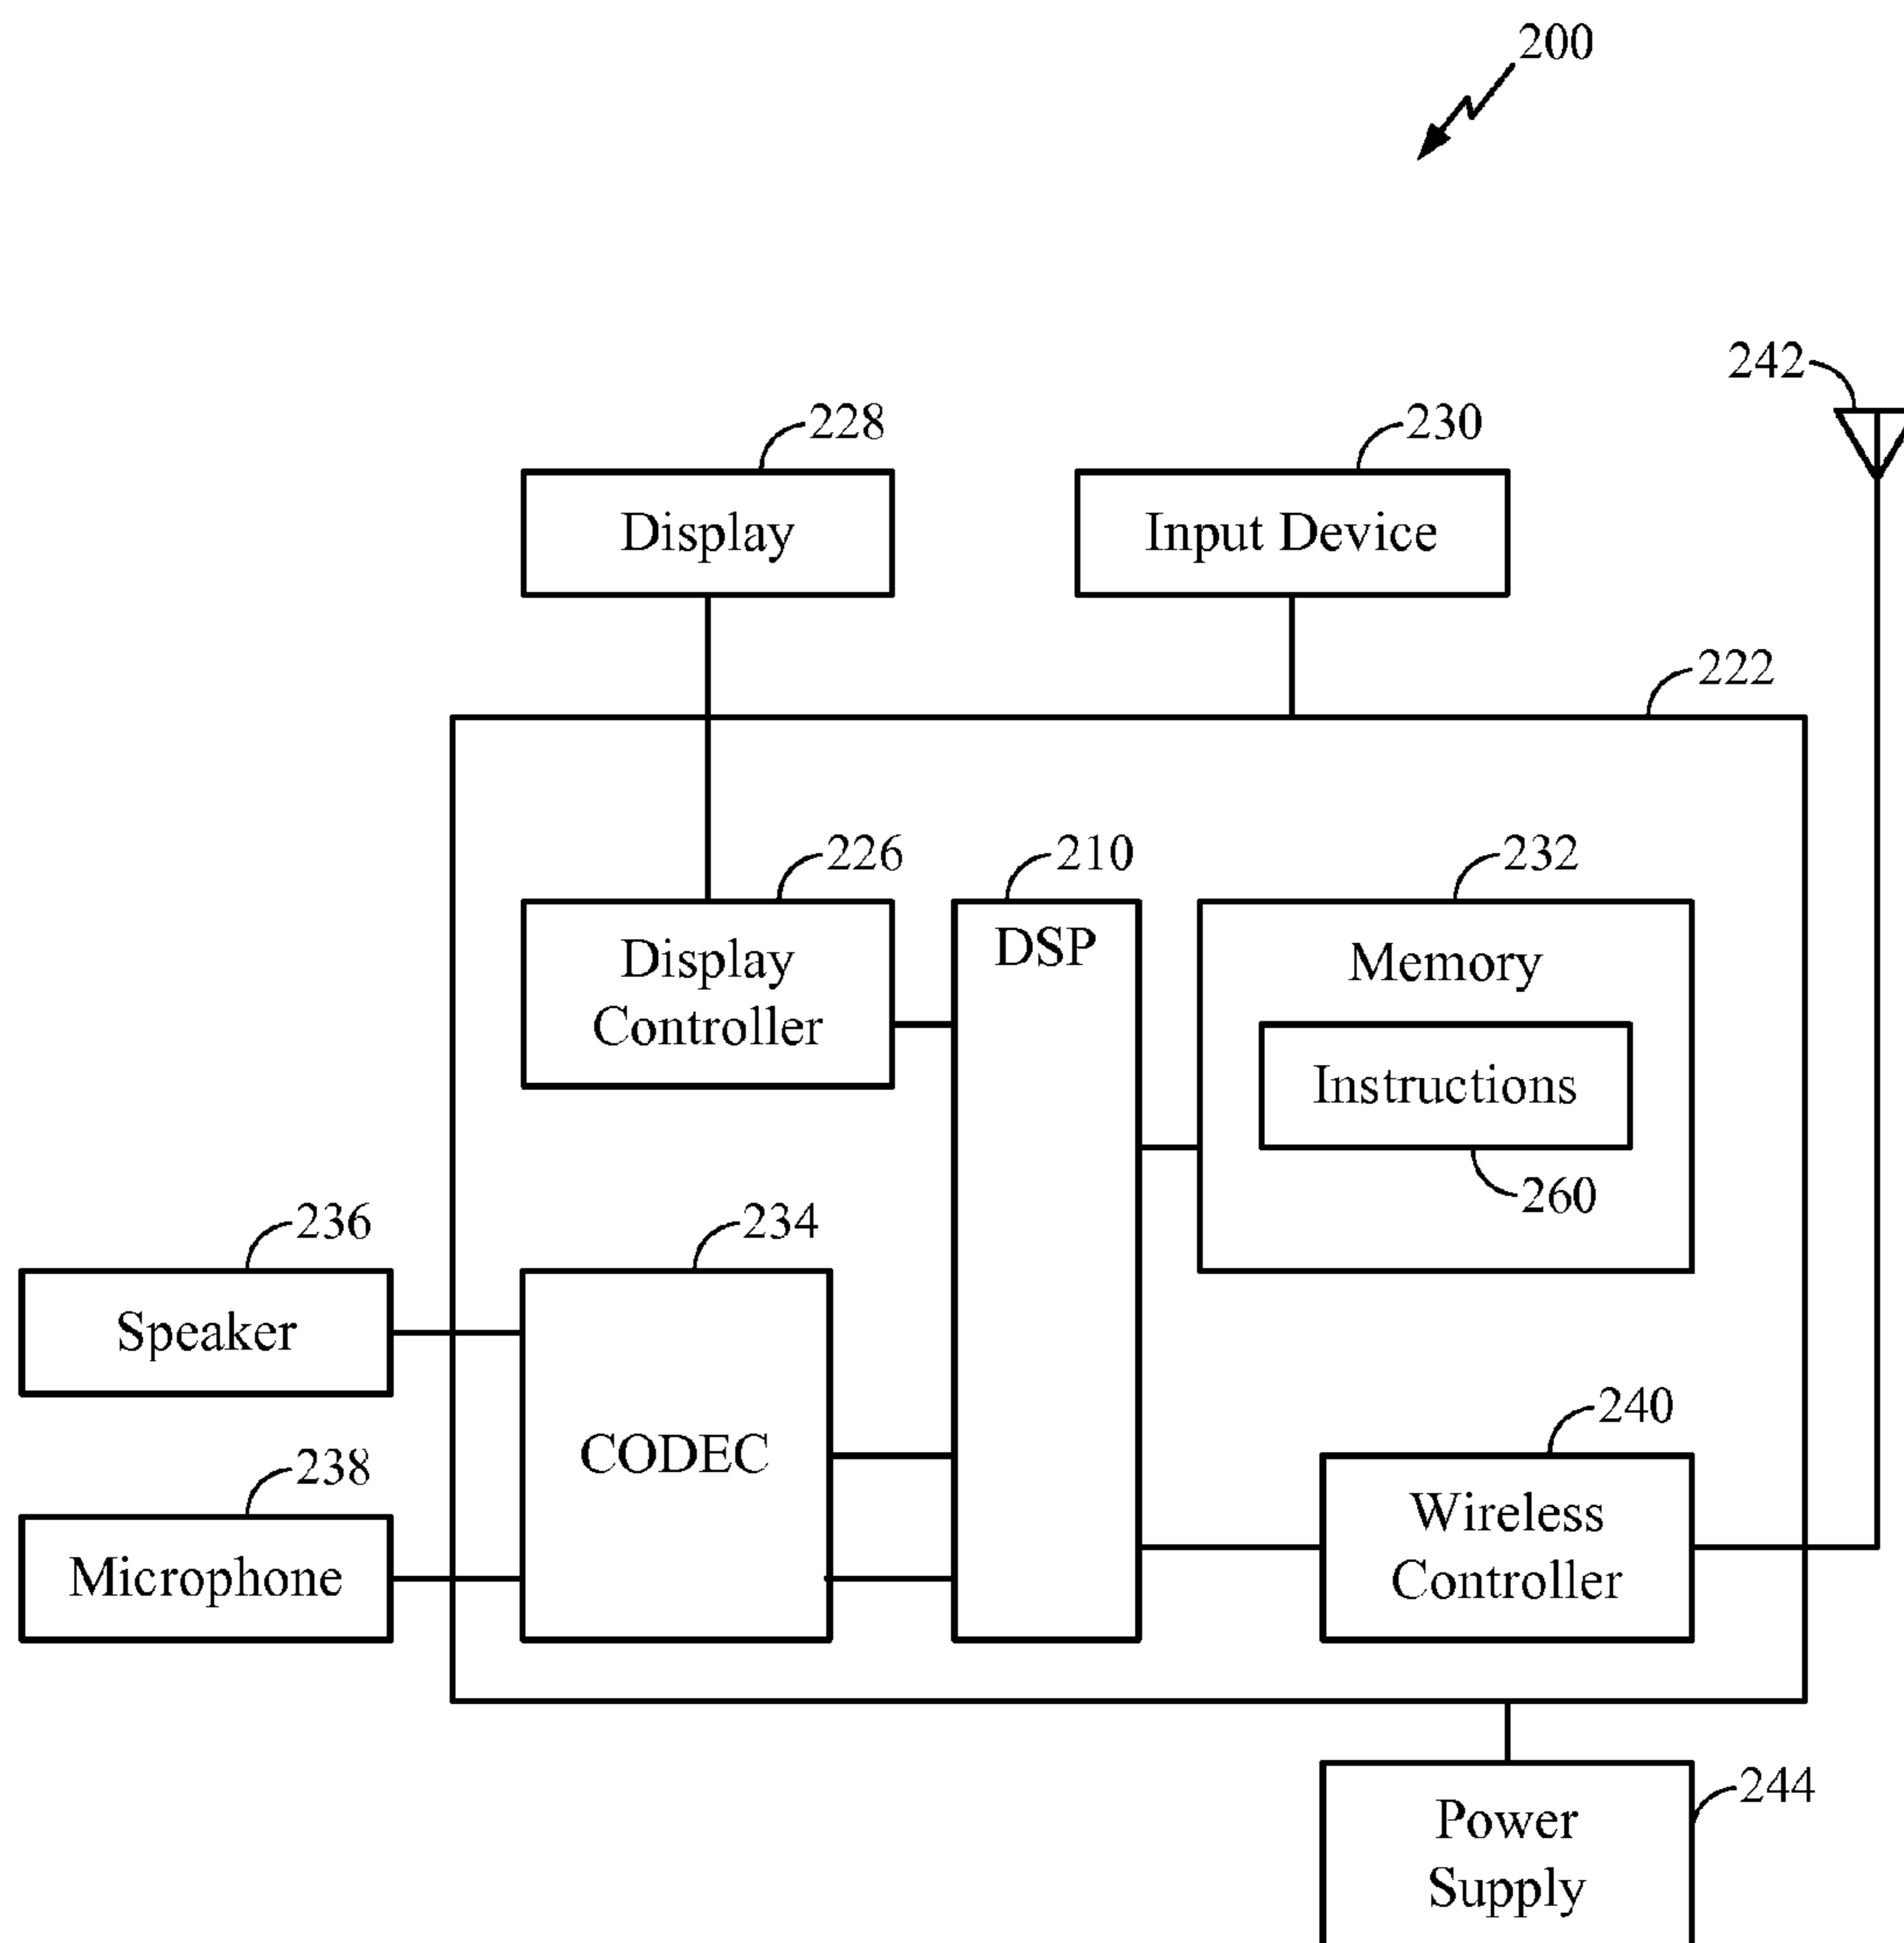 200
242
228
230
Display
Input Device
222
226
210
232
Display
Controller
DSP
Memory
Instructions
260
236
234
Speaker
CODEC
238
Microphone
240
Wireless
Controller
244
Power
Supply